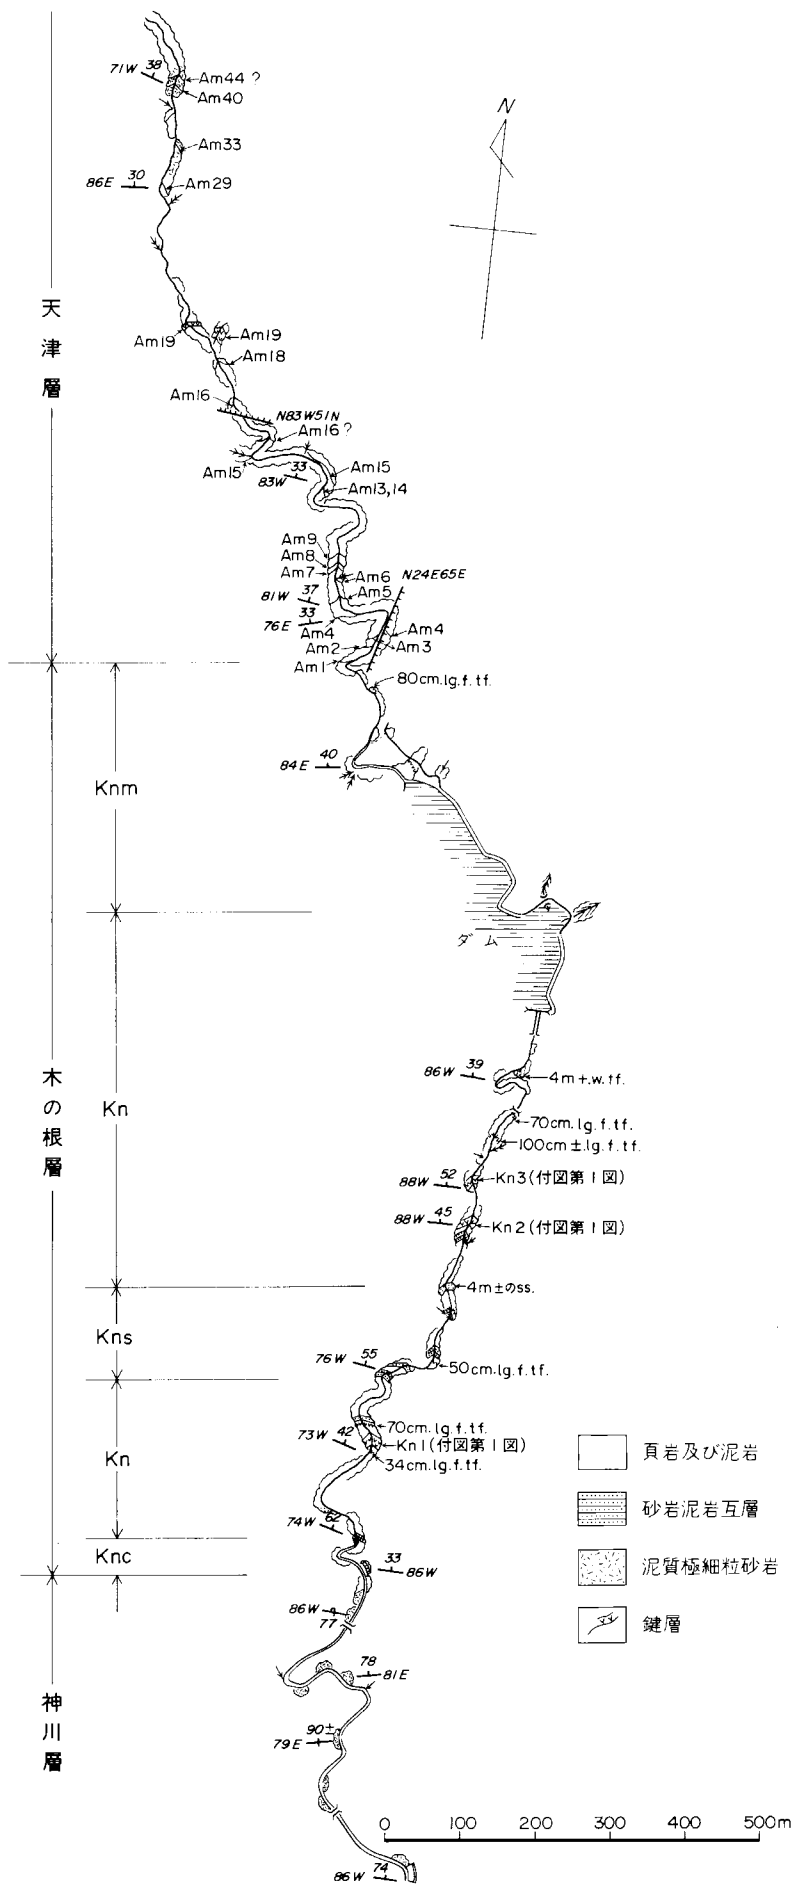 N
38
71W
Am44 ?
Am40
Am33
30
86E
Am29
天津層
Am19
Am19
Am18
Am16
N83W51N
Am16 ?
Am15
33
83W
Am15
Am13,14
Am9
Am8
Am7
Am6
N24E65E
Am5
37
81W
33
76E
Am4
Am4
Am2
Am3
Am1
80cm.lg.f.tf.
40
84E
Knm
ダム
木の根層
Kn
39
86W
4m+.w.tf.
70cm.lg.f.tf.
100cm±.lg.f.tf.
52
88W
Kn3(付図第1図)
45
88W
Kn2(付図第1図)
4m±のss.
Kns
55
76W
50cm.lg.f.tf.
70cm.lg.f.tf.
42
73W
Kn1(付図第1図)
34cm.lg.f.tf.
Kn
62
74W
Knc
33
86W
86W
77
78
81E
神川層
90±
79E
74
86W
頁岩及び泥岩
砂岩泥岩互層
泥質極細粒砂岩
鍵層
0 100 200 300 400 500m